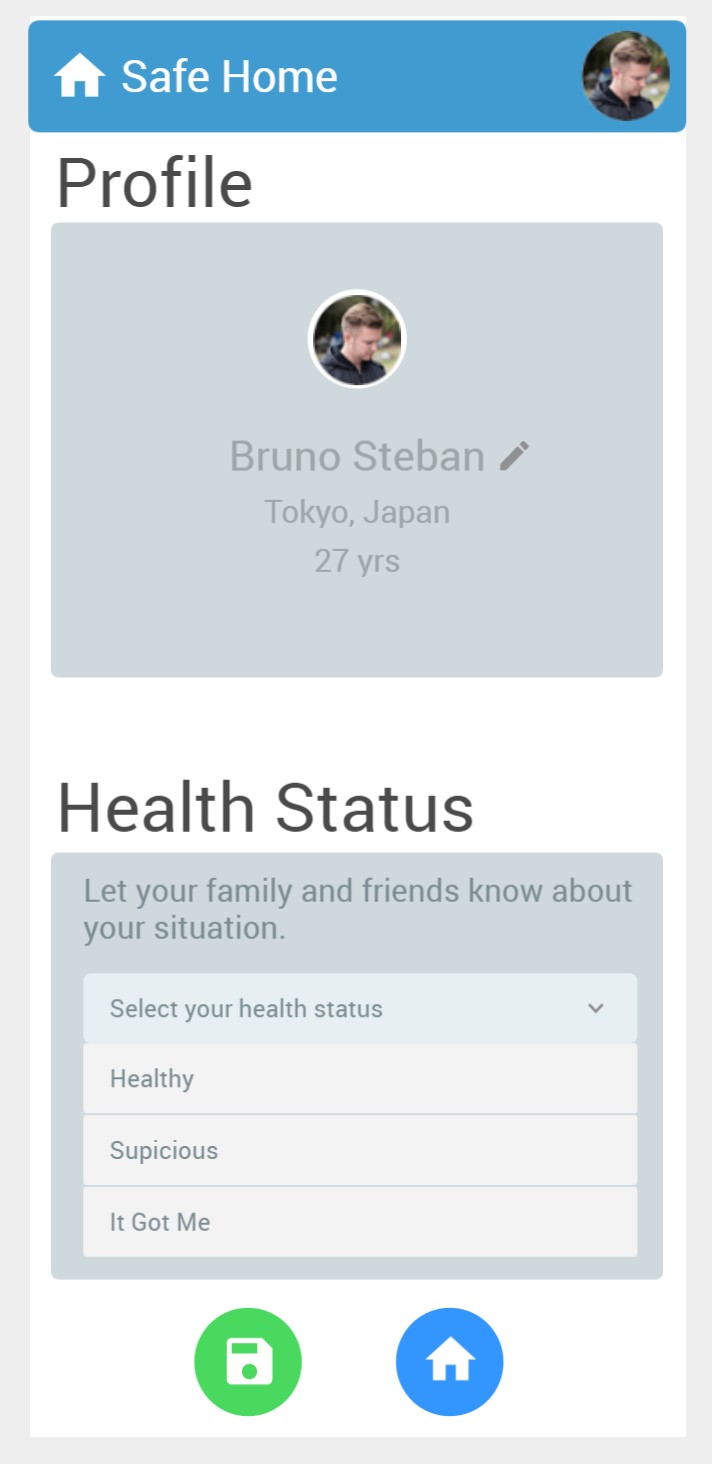 Safe Home
Profile
Bruno Steban
Tokyo, Japan
27 yrs
Health Status
Let your family and friends know about
your situation.
Select your health status
Healthy
Supicious
It Got Me